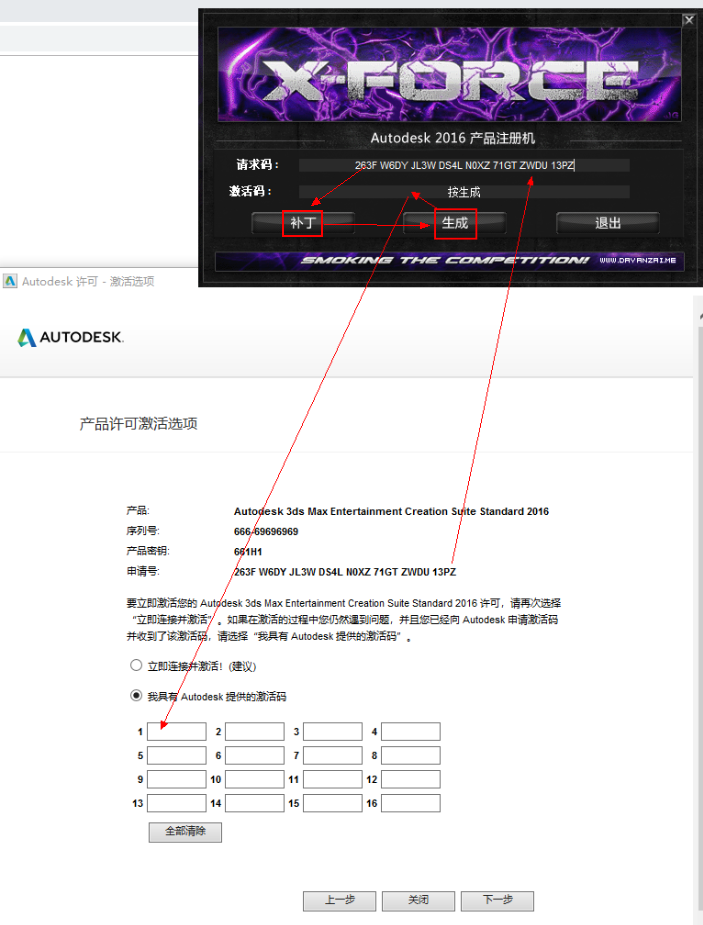 X-FORCE
Autodesk 2016 产品注册机
请求码：
263F W6DY JL3W DS4L N0XZ 71GT ZWDU 13PZ
激活码：
按生成
补丁 生成 退出
SMOKING THE COMPETITION! WWW.DAVANZAI.ME
Autodesk 许可 - 激活选项
AUTODESK.
产品许可激活选项
产品: Autodesk 3ds Max Entertainment Creation Suite Standard 2016
序列号: 666-69696969
产品密钥: 661H1
申请号: 263F W6DY JL3W DS4L N0XZ 71GT ZWDU 13PZ
要立即激活您的 Autodesk 3ds Max Entertainment Creation Suite Standard 2016 许可，请再次选择
“立即连接并激活”。如果在激活的过程中您仍然遇到问题，并且您已经向 Autodesk 申请激活码
并收到了该激活码，请选择“我具有 Autodesk 提供的激活码”。
立即连接并激活! (建议)
我具有 Autodesk 提供的激活码
1 2 3 4
5 6 7 8
9 10 11 12
13 14 15 16
全部清除
上一步 关闭 下一步